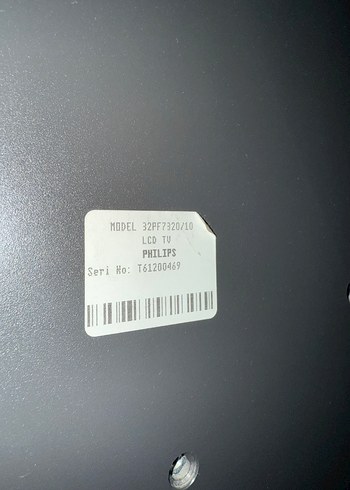 MODEL 32PF7320/10
LCD TV
PHILIPS
Seri No: T61200469